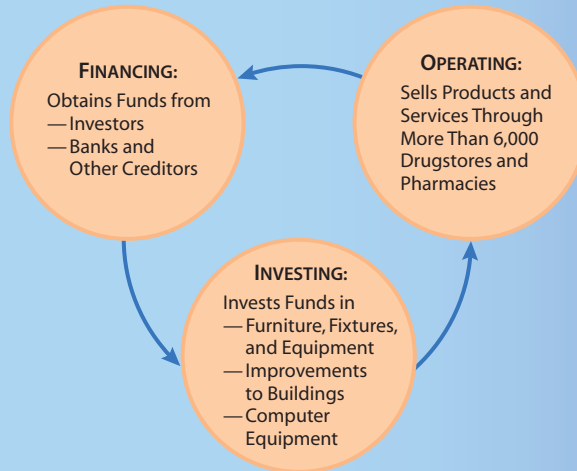 FINANCING:
Obtains Funds from
— Investors
— Banks and
Other Creditors
OPERATING:
Sells Products and
Services Through
More Than 6,000
Drugstores and
Pharmacies
INVESTING:
Invests Funds in
— Furniture, Fixtures,
and Equipment
— Improvements
to Buildings
— Computer
Equipment